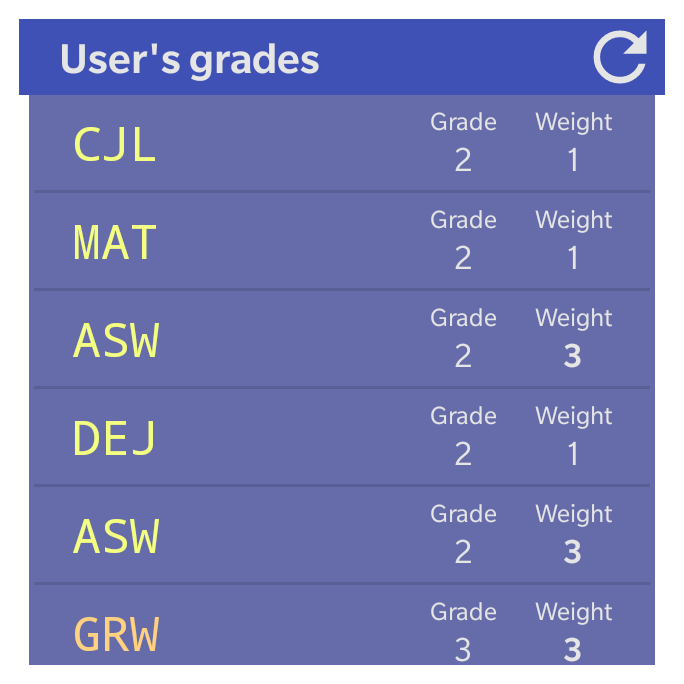 User's grades
CJL Grade 2 Weight 1
MAT Grade 2 Weight 1
ASW Grade 2 Weight 3
DEJ Grade 2 Weight 1
ASW Grade 2 Weight 3
GRW Grade 3 Weight 3